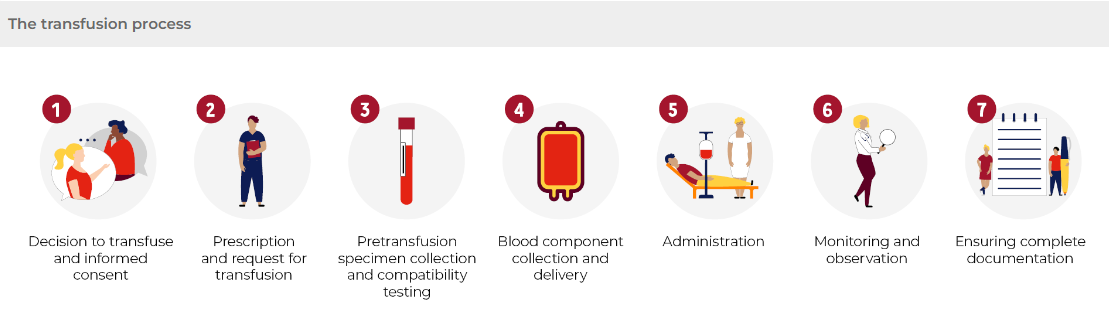 The transfusion process
1
2
3
4
5
6
7
Decision to transfuse
and informed
consent
Prescription
and request for
transfusion
Pretransfusion
specimen collection
and compatibility
testing
Blood component
collection and
delivery
Administration
Monitoring and
observation
Ensuring complete
documentation